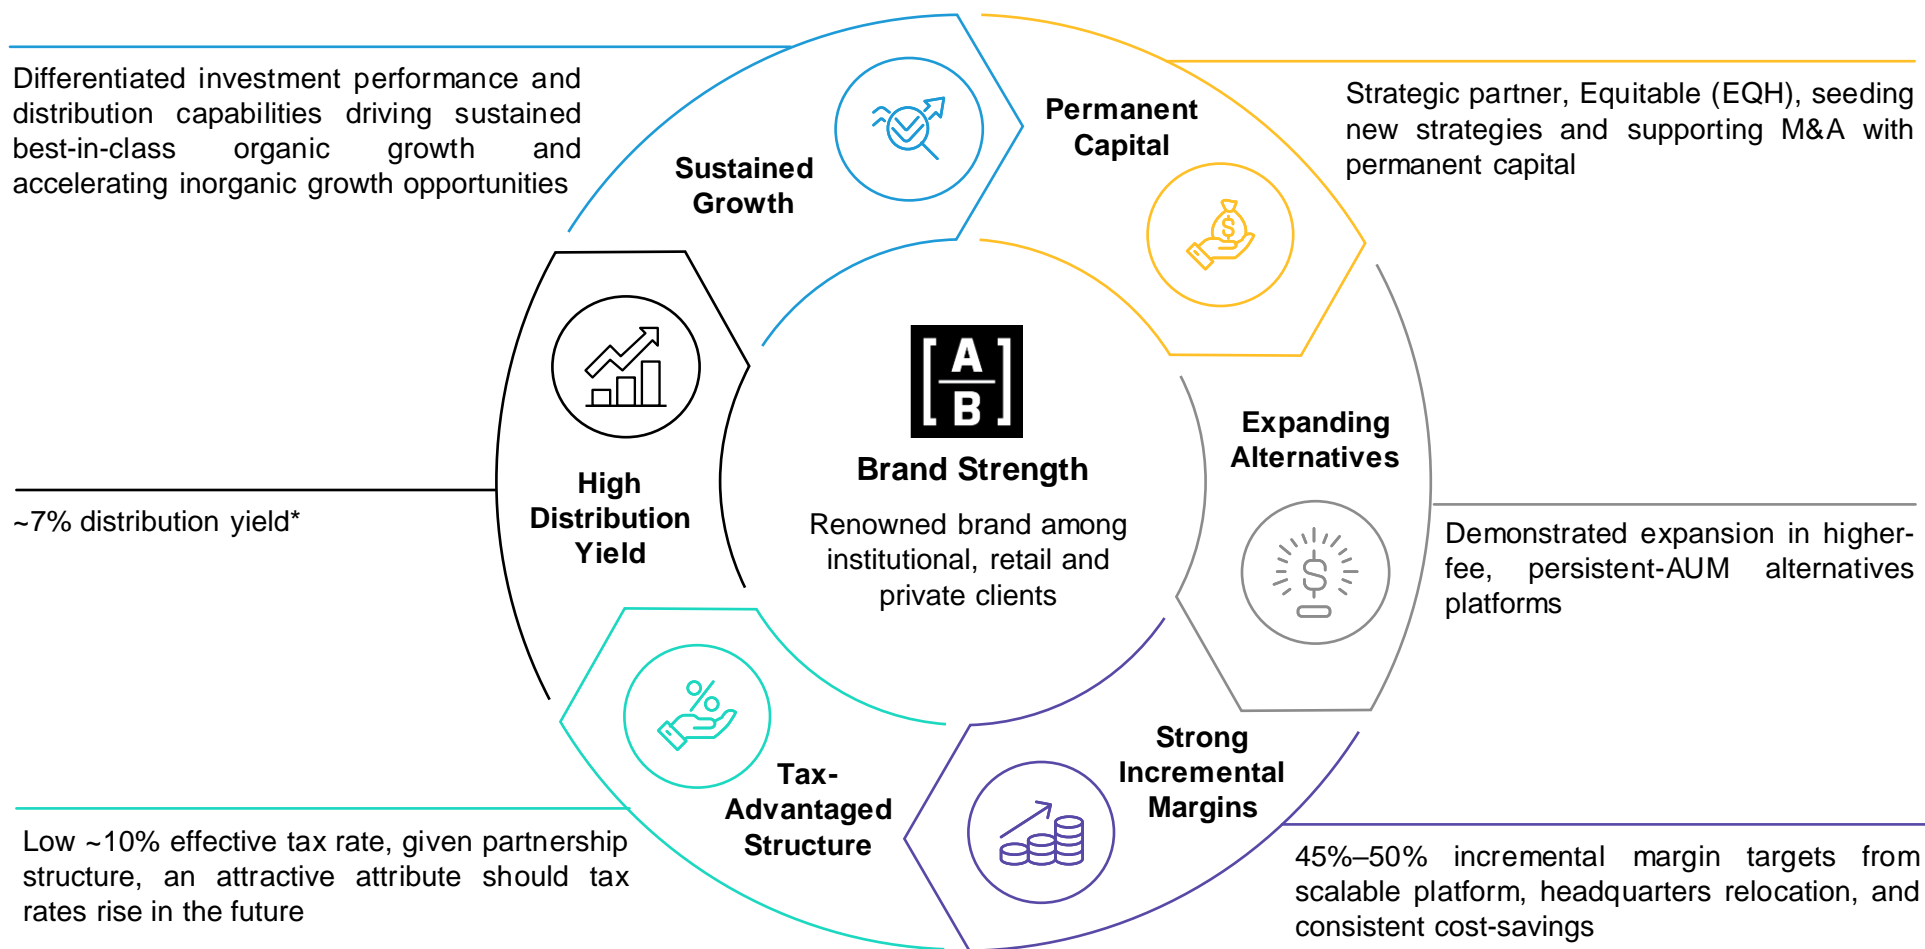 Differentiated investment performance and
distribution capabilities driving sustained
best-in-class organic growth and
accelerating inorganic growth opportunities
Sustained
Growth
Permanent
Capital
Strategic partner, Equitable (EQH), seeding
new strategies and supporting M&A with
permanent capital
Expanding
Alternatives
Demonstrated expansion in higher-
fee, persistent-AUM alternatives
platforms
Strong
Incremental
Margins
45%–50% incremental margin targets from
scalable platform, headquarters relocation, and
consistent cost-savings
Tax-
Advantaged
Structure
Low ~10% effective tax rate, given partnership
structure, an attractive attribute should tax
rates rise in the future
High
Distribution
Yield
~7% distribution yield*
[A
B]
Brand Strength
Renowned brand among
institutional, retail and
private clients